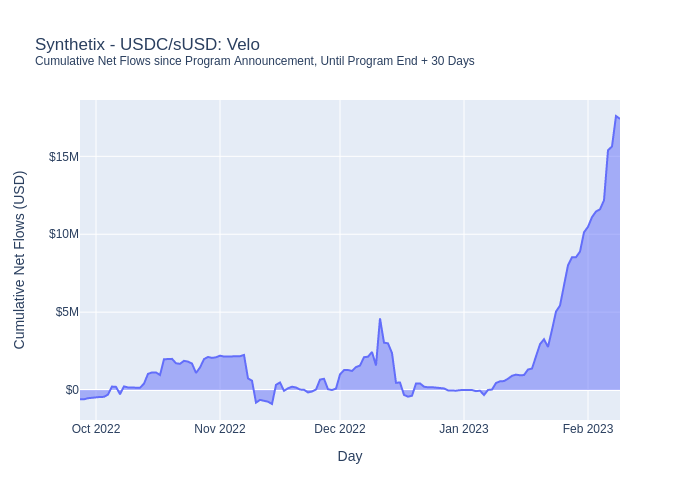 Synthetix - USDC/sUSD: Velo
Cumulative Net Flows since Program Announcement, Until Program End + 30 Days
Cumulative Net Flows (USD)
$15M
$10M
$5M
$0
Oct 2022
Nov 2022
Dec 2022
Jan 2023
Feb 2023
Day